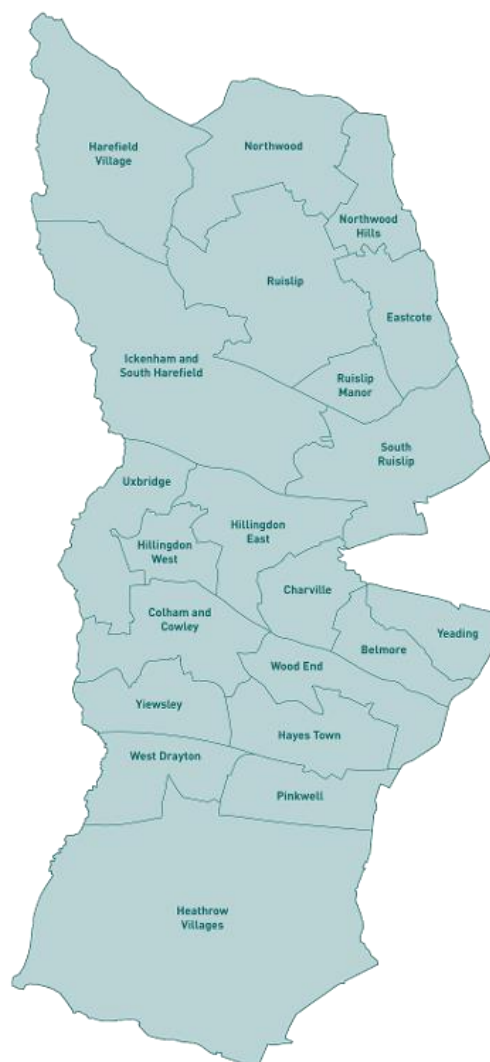 Harefield
Village
Northwood
Northwood
Hills
Ruislip
Eastcote
Ickenham and
South Harefield
Ruislip
Manor
South
Ruislip
Uxbridge
Hillingdon
East
Hillingdon
West
Charville
Colham and
Cowley
Yeading
Belmore
Wood End
Yiewsley
Hayes Town
West Drayton
Pinkwell
Heathrow
Villages